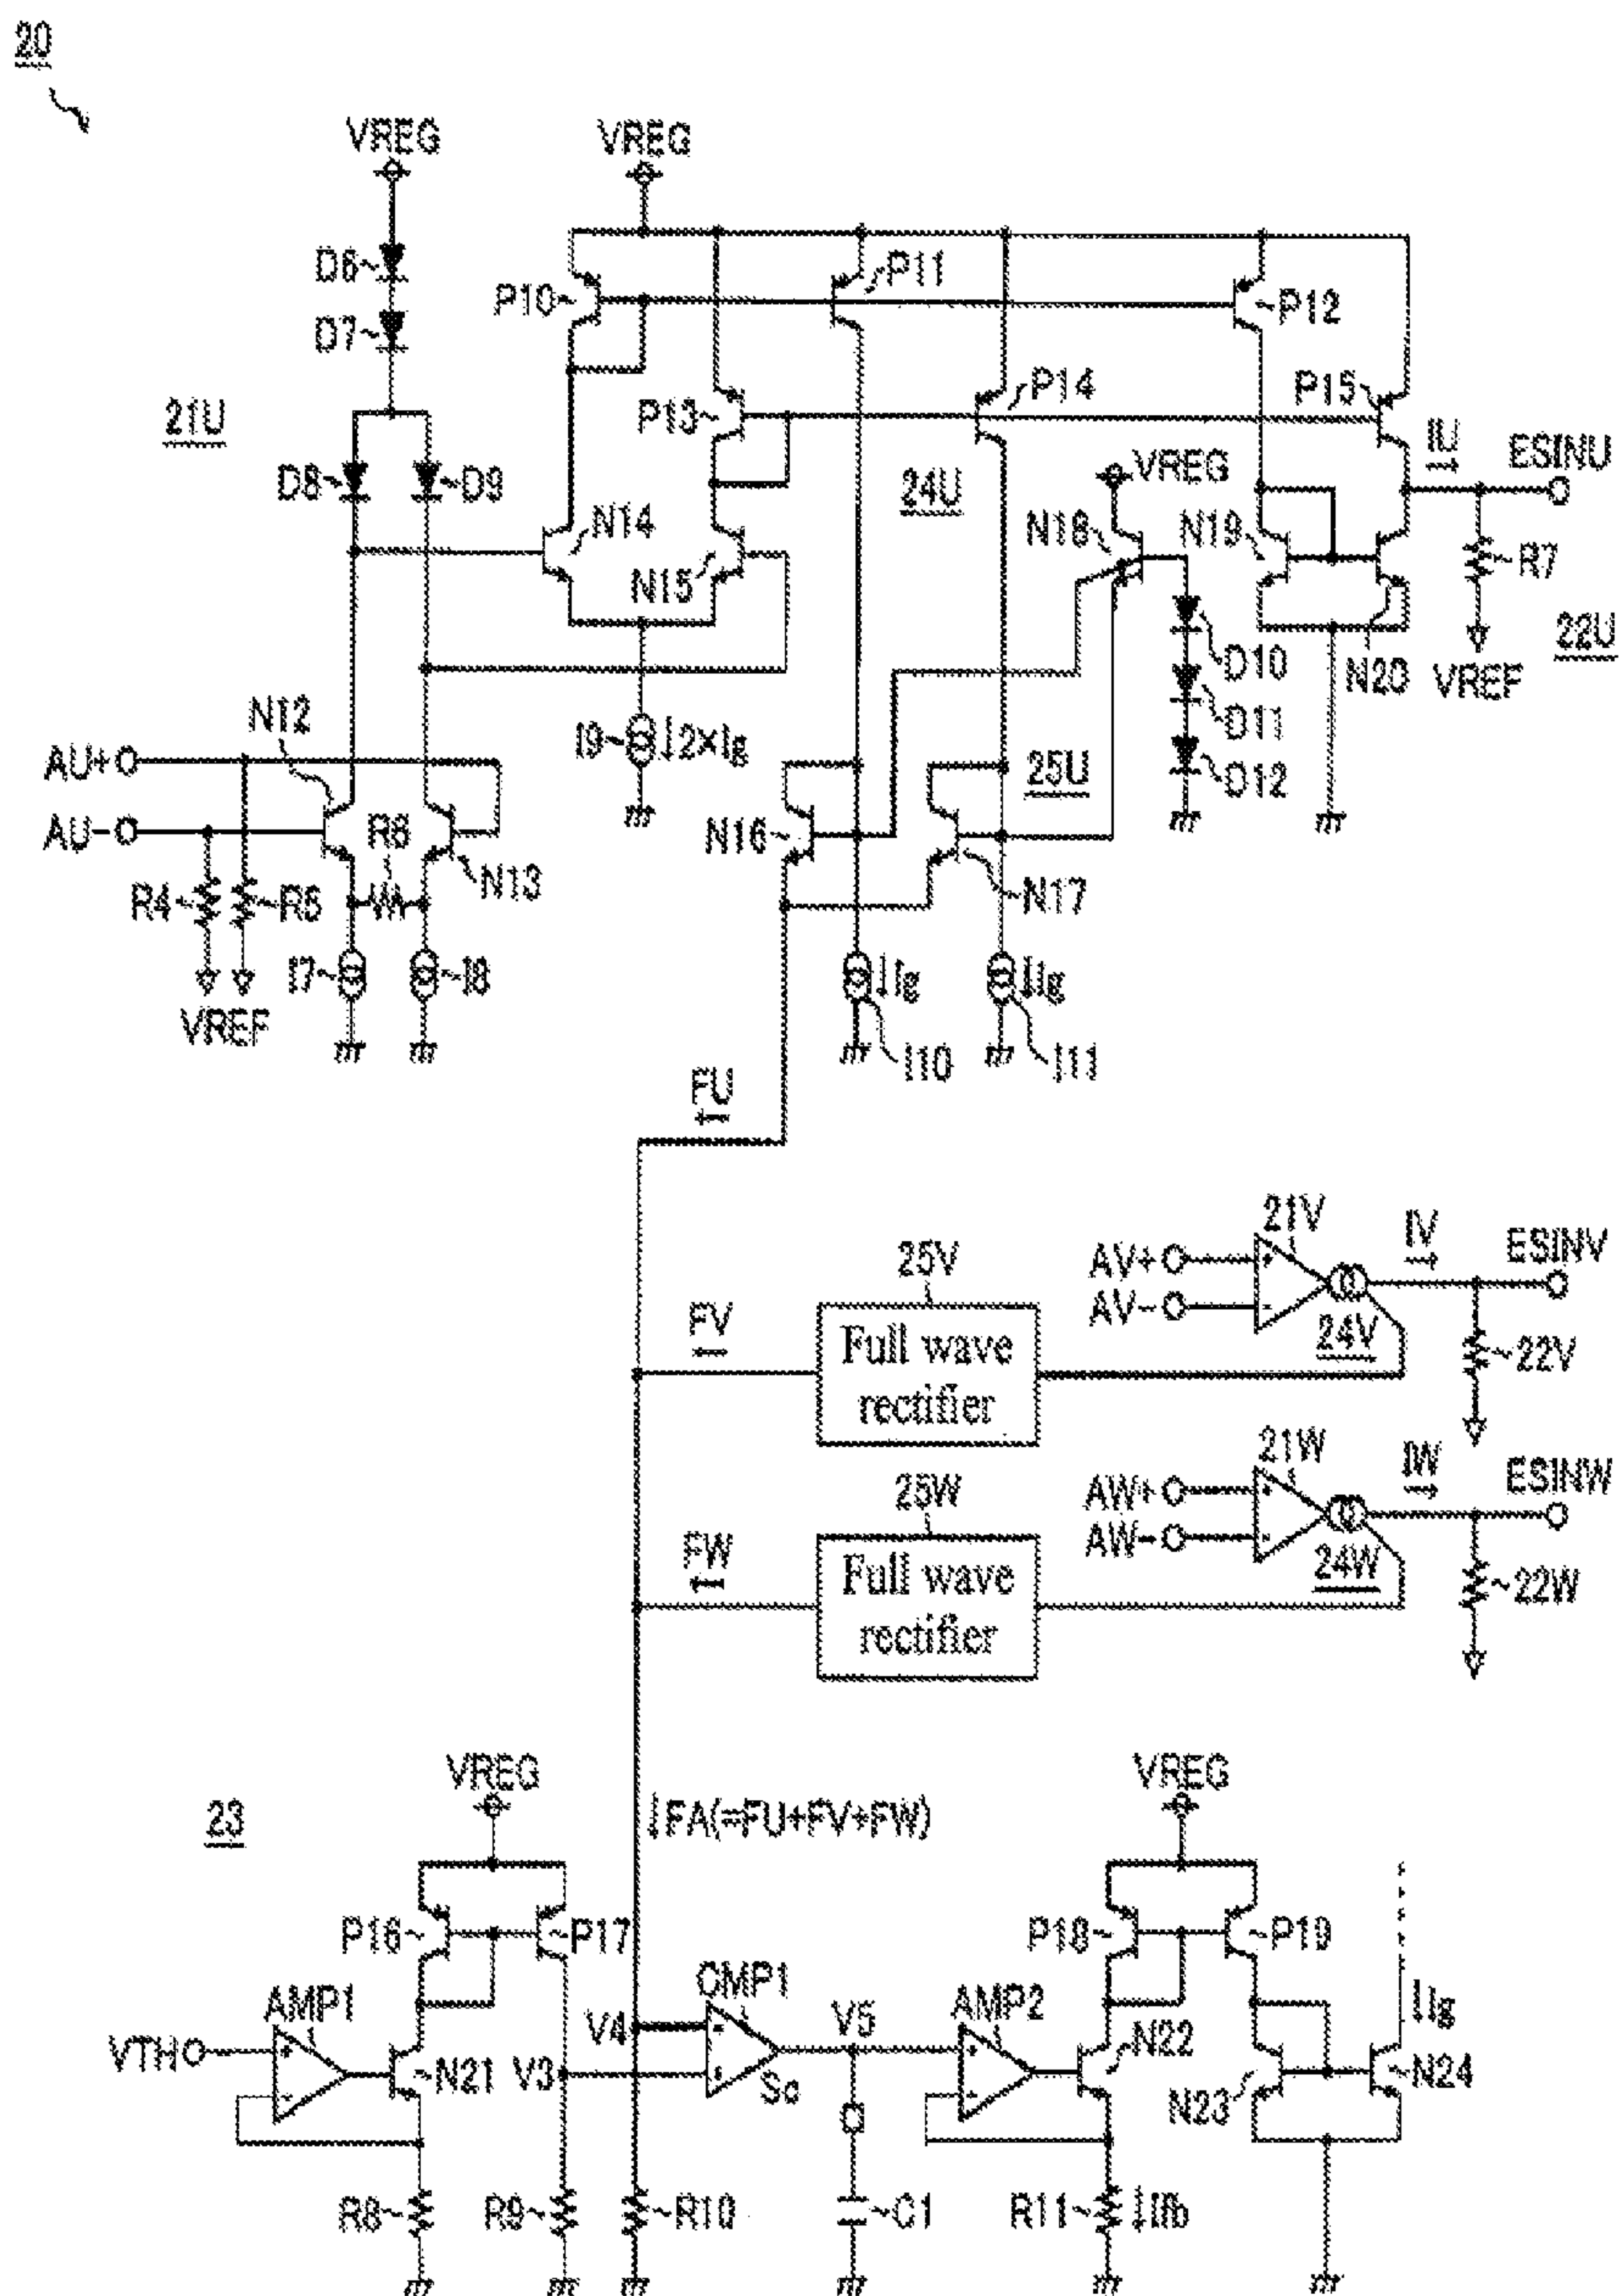 20
VREG
VREG
D6
D7
P10
P11
P12
21U
P13
P14
P15
IU
ESINU
D8
D9
N14
N15
24U
VREG
N18
N19
R7
22U
D10
N20
VREF
D11
D12
N12
AU+
AU-
R6
N13
R4
R5
I9
↓2×Ig
25U
N16
N17
I7
I8
VREF
↓Ig
↓Ig
I10
I11
FU
21V
IV
ESINV
AV+
AV-
25V
FV
Full wave
rectifier
24V
22V
21W
IW
ESINW
AW+
AW-
25W
FW
Full wave
rectifier
24W
22W
VREG
23
↓FA(=FU+FV+FW)
VREG
P16
P17
P18
P19
AMP1
CMP1
AMP2
↓Ig
VTH
N21
V4
V3
V5
Sd
N22
N23
N24
R8
R9
R10
C1
R11
↓Ifb